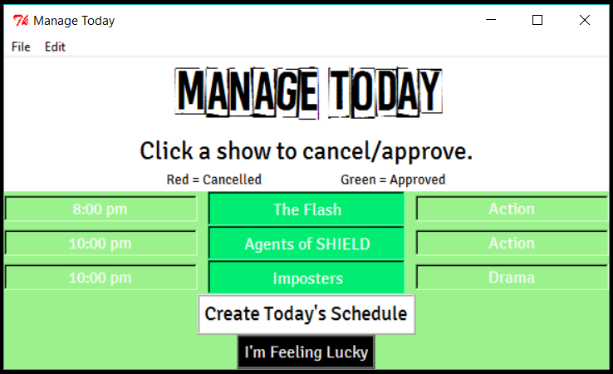 Manage Today
File Edit
MANAGE TODAY
Click a show to cancel/approve.
Red = Cancelled Green = Approved
8:00 pm The Flash Action
10:00 pm Agents of SHIELD Action
10:00 pm Imposters Drama
Create Today's Schedule
I'm Feeling Lucky